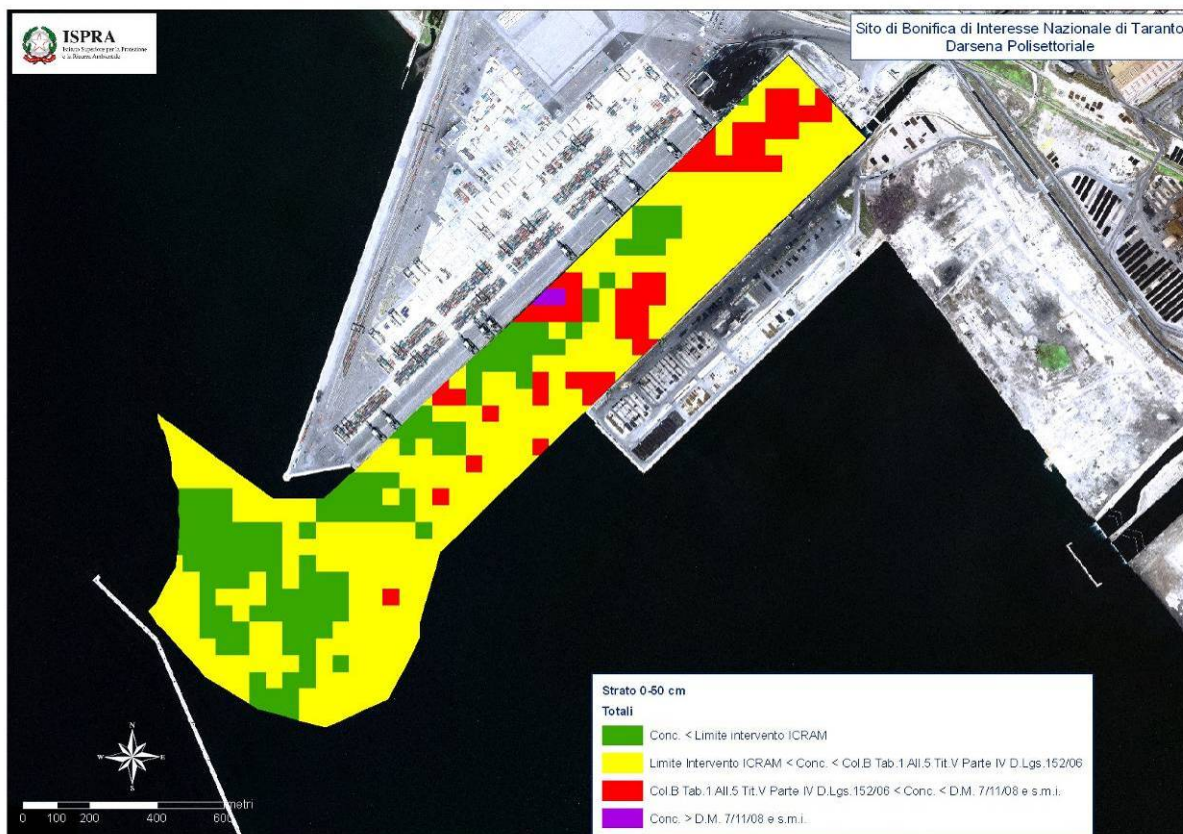 ISPRA
Istituto Superiore per la Protezione
e la Ricerca Ambientale
Sito di Bonifica di Interesse Nazionale di Taranto
Darsena Polisettoriale
Strato 0-50 cm
Totali
Conc. < Limite intervento ICRAM
Limite Intervento ICRAM < Conc. < Col.B Tab.1 All.5 Tit.V Parte IV D.Lgs.152/06
Col.B Tab.1 All.5 Tit.V Parte IV D.Lgs.152/06 < Conc. < D.M. 7/11/08 e s.m.i.
Conc. > D.M. 7/11/08 e s.m.i.
N
W E
S
metri
0 100 200 400 600